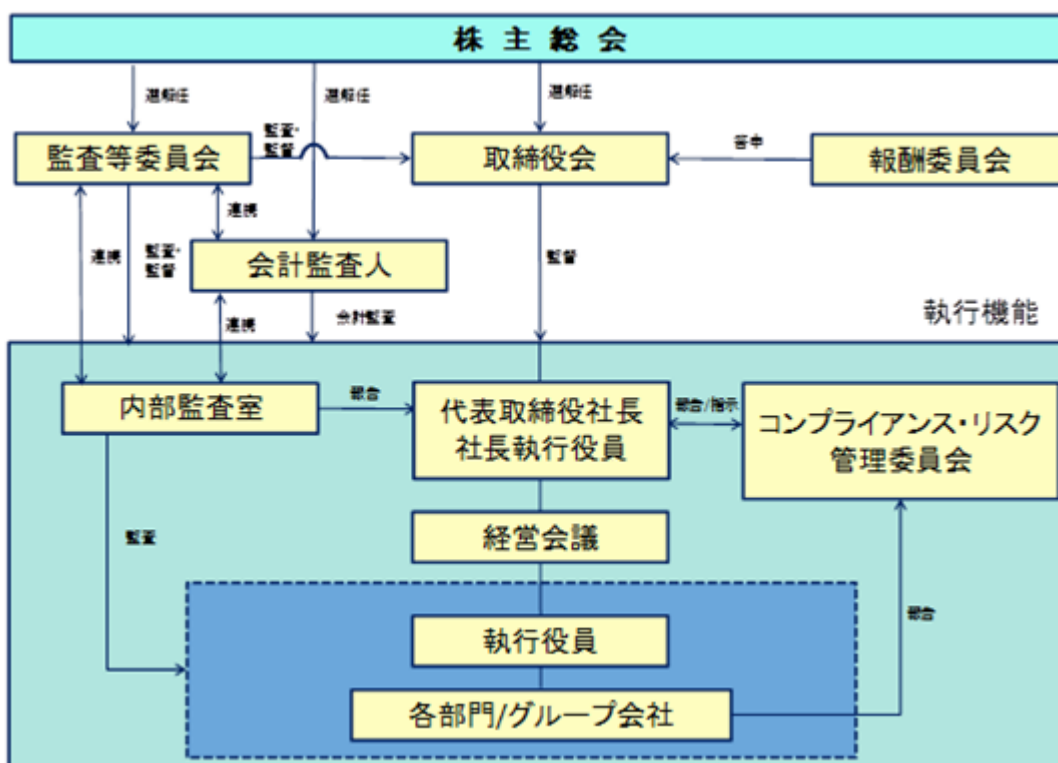 株主総会
選解任
選解任
選解任
監査等委員会
監査・
監督
取締役会
答申
報酬委員会
連携
連携
監査・
監督
会計監査人
監督
連携
会計監査
執行機能
内部監査室
報告
代表取締役社長
社長執行役員
報告/指示
コンプライアンス・リスク
管理委員会
監査
経営会議
執行役員
報告
各部門/グループ会社